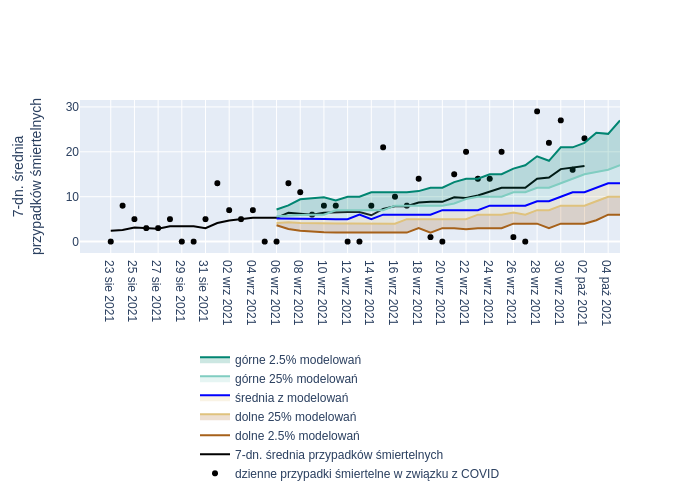 7-dn. średnia
przypadków śmiertelnych
30
20
10
0
23 sie 2021
25 sie 2021
27 sie 2021
29 sie 2021
31 sie 2021
02 wrz 2021
04 wrz 2021
06 wrz 2021
08 wrz 2021
10 wrz 2021
12 wrz 2021
14 wrz 2021
16 wrz 2021
18 wrz 2021
20 wrz 2021
22 wrz 2021
24 wrz 2021
26 wrz 2021
28 wrz 2021
30 wrz 2021
02 paź 2021
04 paź 2021
górne 2.5% modelowań
górne 25% modelowań
średnia z modelowań
dolne 25% modelowań
dolne 2.5% modelowań
7-dn. średnia przypadków śmiertelnych
dzienne przypadki śmiertelne w związku z COVID